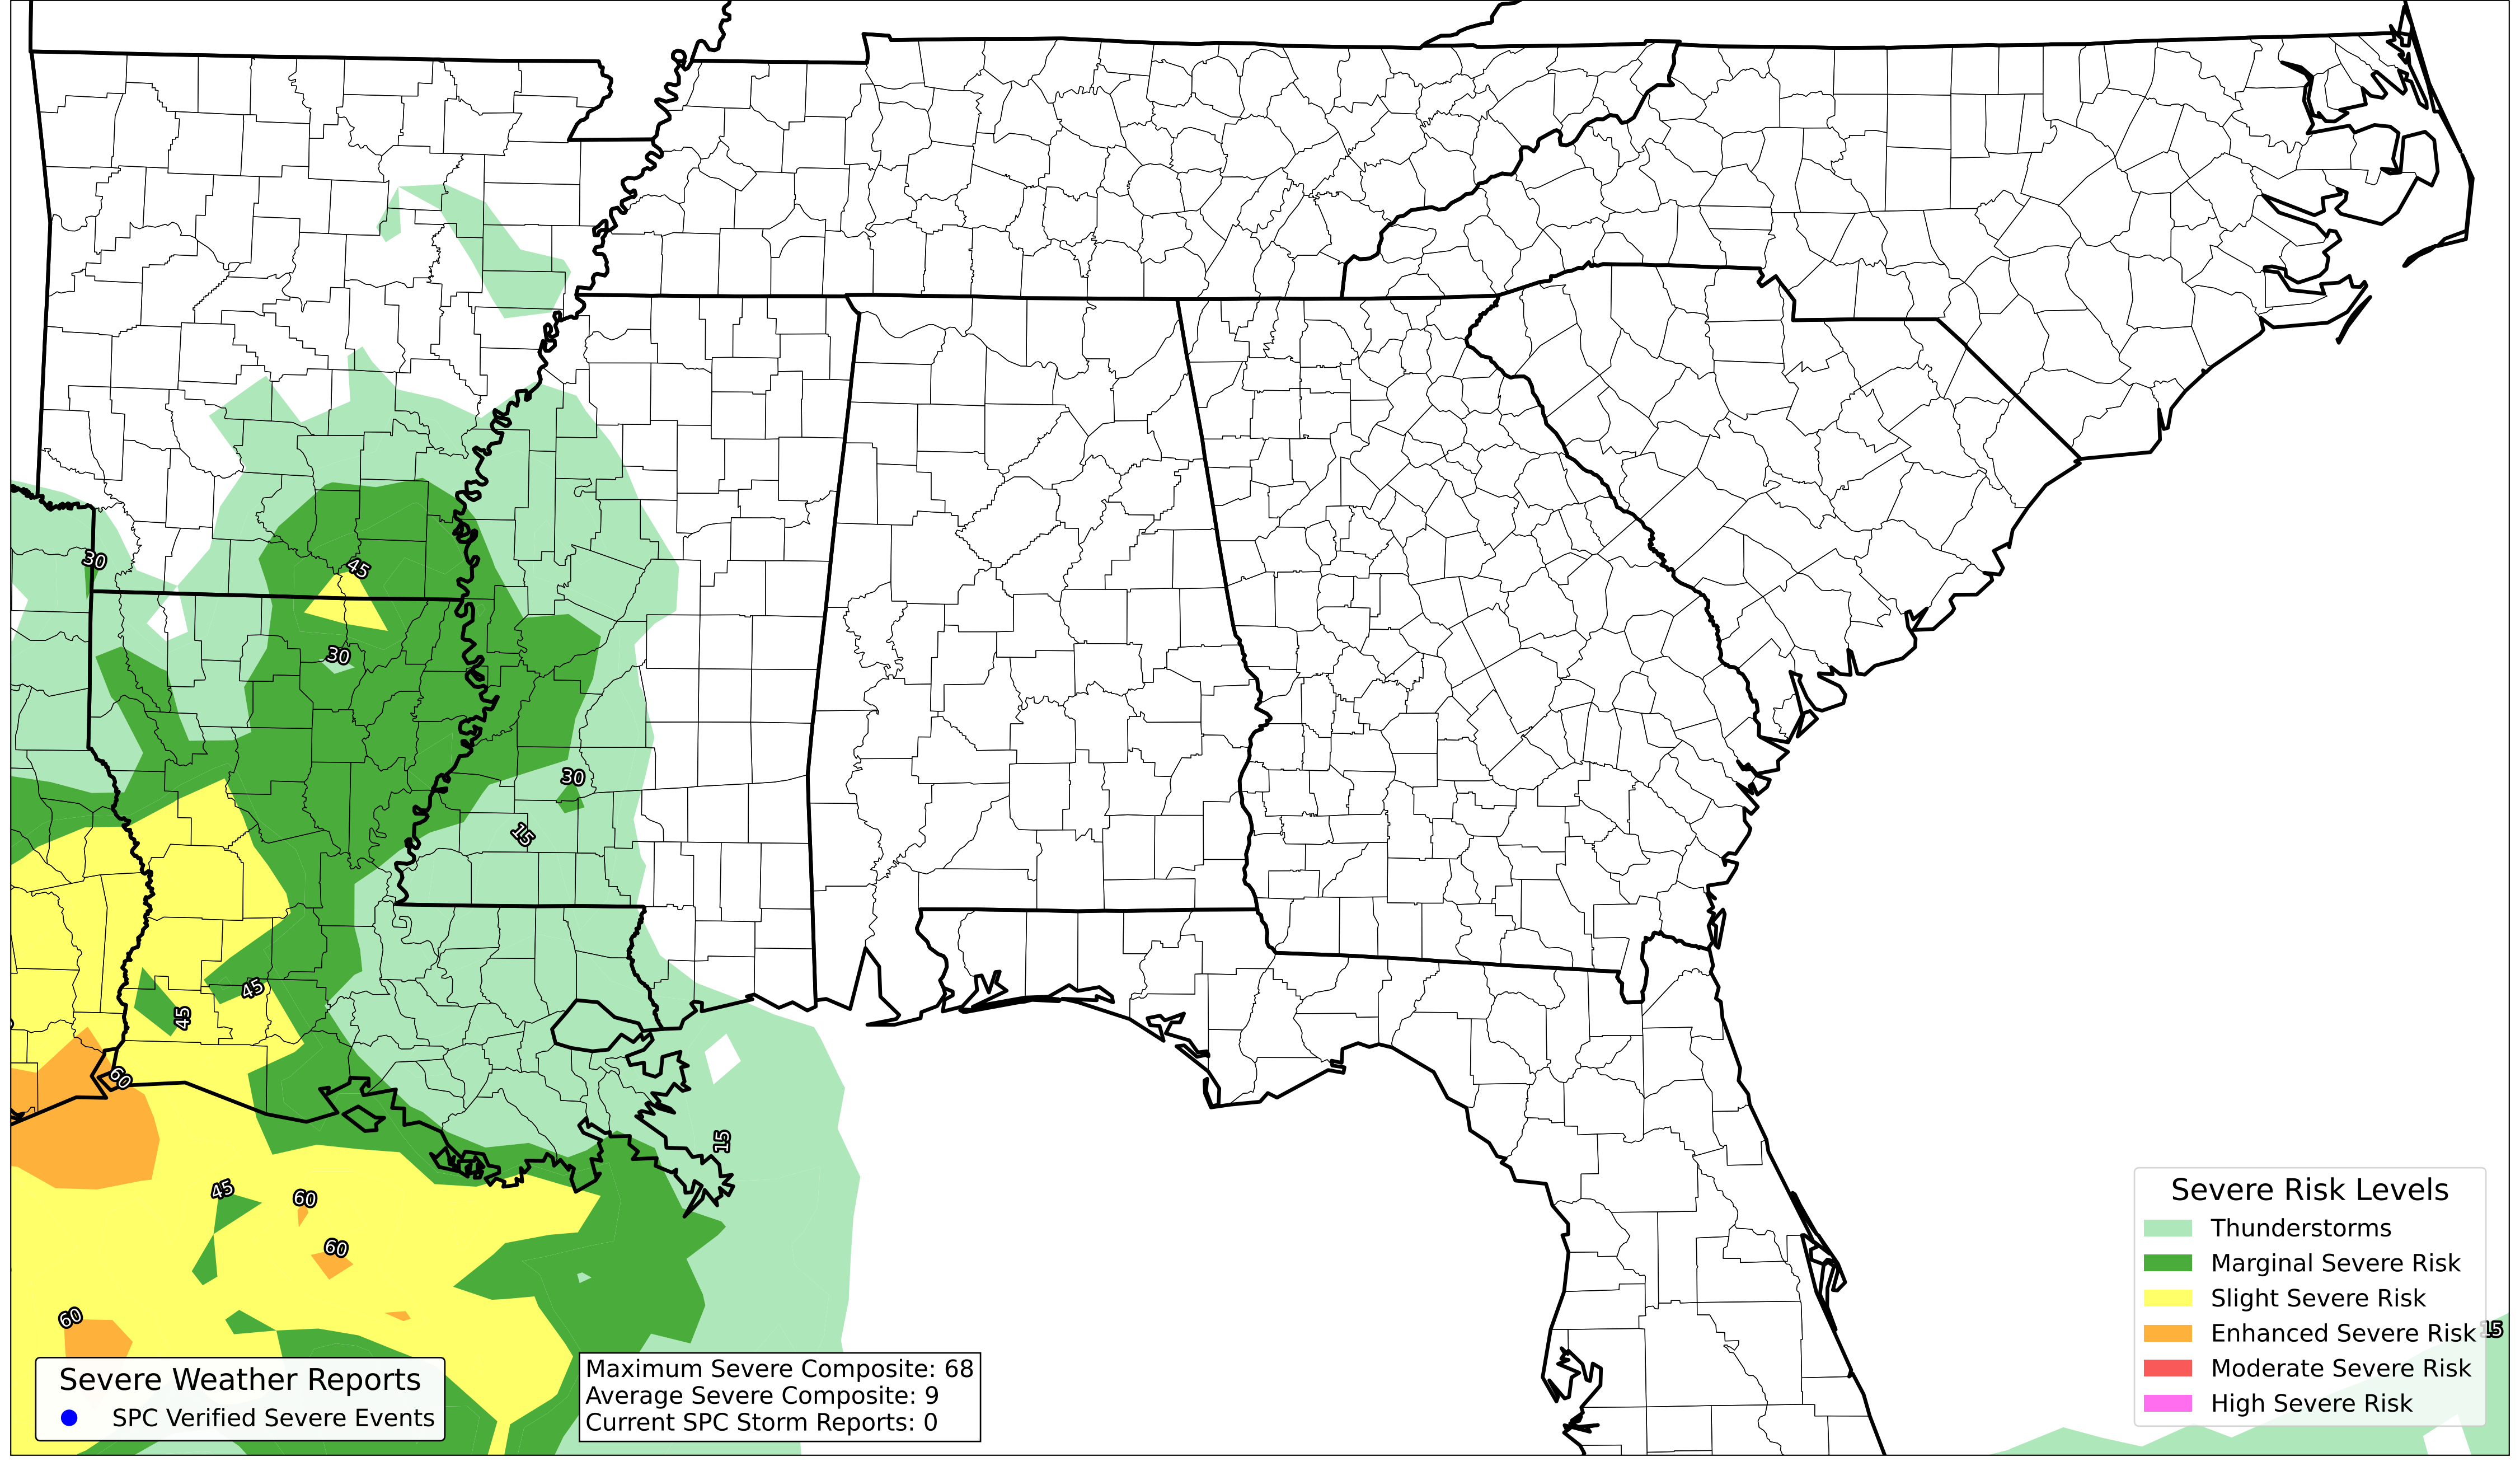 30
45
30
30
15
45
45
60
15
45
60
60
60
Severe Weather Reports
SPC Verified Severe Events
Maximum Severe Composite: 68
Average Severe Composite: 9
Current SPC Storm Reports: 0
Severe Risk Levels
Thunderstorms
Marginal Severe Risk
Slight Severe Risk
Enhanced Severe Risk
Moderate Severe Risk
High Severe Risk
15